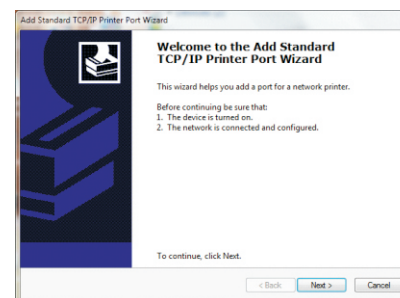 Add Standard TCP/IP Printer Port Wizard
Welcome to the Add Standard
TCP/IP Printer Port Wizard
This wizard helps you add a port for a network printer.
Before continuing be sure that:
1. The device is turned on.
2. The network is connected and configured.
To continue, click Next.
< Back Next > Cancel